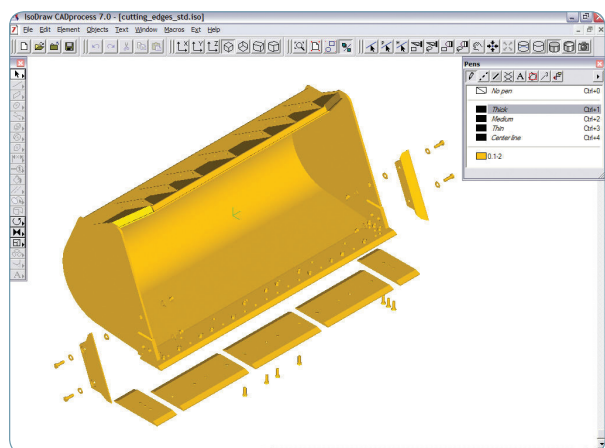 IsoDraw CADprocess 7.0 - [cutting_edges_std.iso]
File Edit Element Objects Text Window Macros Ext Help
Pens
No pen Ctrl+0
Thick Ctrl+1
Medium Ctrl+2
Thin Ctrl+3
Center line Ctrl+4
0.1-2